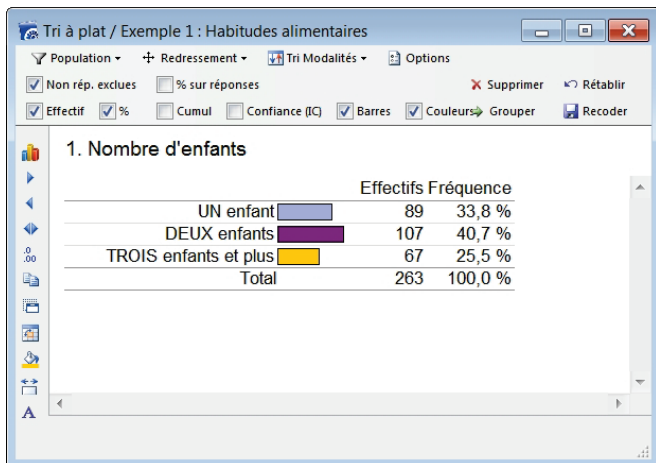 Tri à plat / Exemple 1 : Habitudes alimentaires
Population Redressement Tri Modalités Options
Non rép. exclues % sur réponses Supprimer Rétablir
Effectif % Cumul Confiance (IC) Barres Couleurs Grouper Recoder
1. Nombre d'enfants
Effectifs Fréquence
UN enfant 89 33,8 %
DEUX enfants 107 40,7 %
TROIS enfants et plus 67 25,5 %
Total 263 100,0 %
,0
,00
A